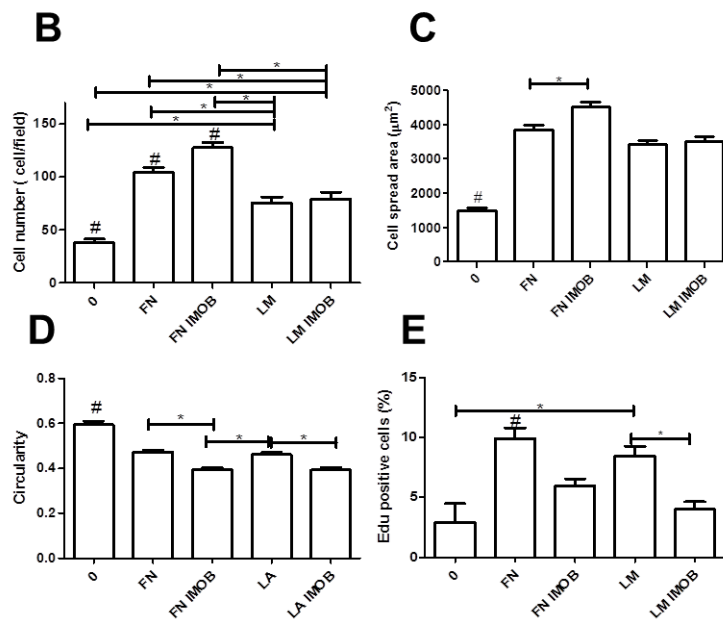 B
Cell number ( cell/field)
150
100
50
0
* * * * * *
# # #
0 FN FN IMOB LM LM IMOB
C
Cell spread area (µm²)
5000
4000
3000
2000
1000
0
*
#
0 FN FN IMOB LM LM IMOB
D
Circularity
0.8
0.6
0.4
0.2
0.0
#
* * *
0 FN FN IMOB LA LA IMOB
E
Edu positive cells (%)
15
10
5
0
* *
#
0 FN FN IMOB LM LM IMOB